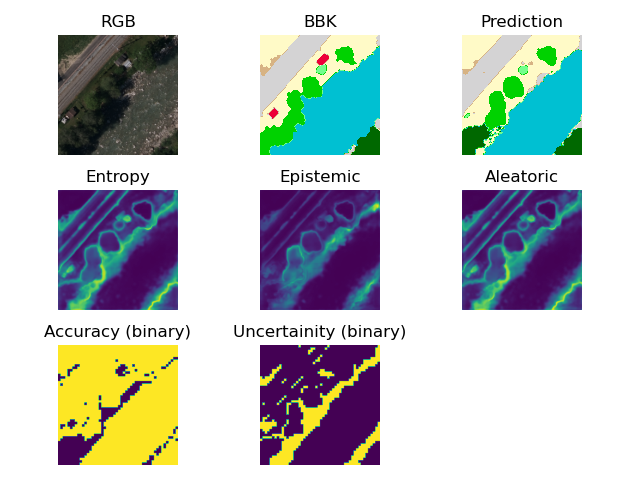 RGB
BBK
Prediction
Entropy
Epistemic
Aleatoric
Accuracy (binary)
Uncertainity (binary)